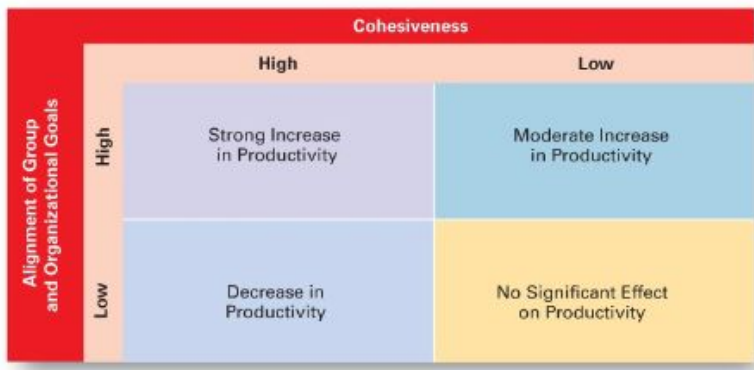 Cohesiveness
High
Low
Alignment of Group
and Organizational Goals
High
Strong Increase
in Productivity
Moderate Increase
in Productivity
Low
Decrease in
Productivity
No Significant Effect
on Productivity